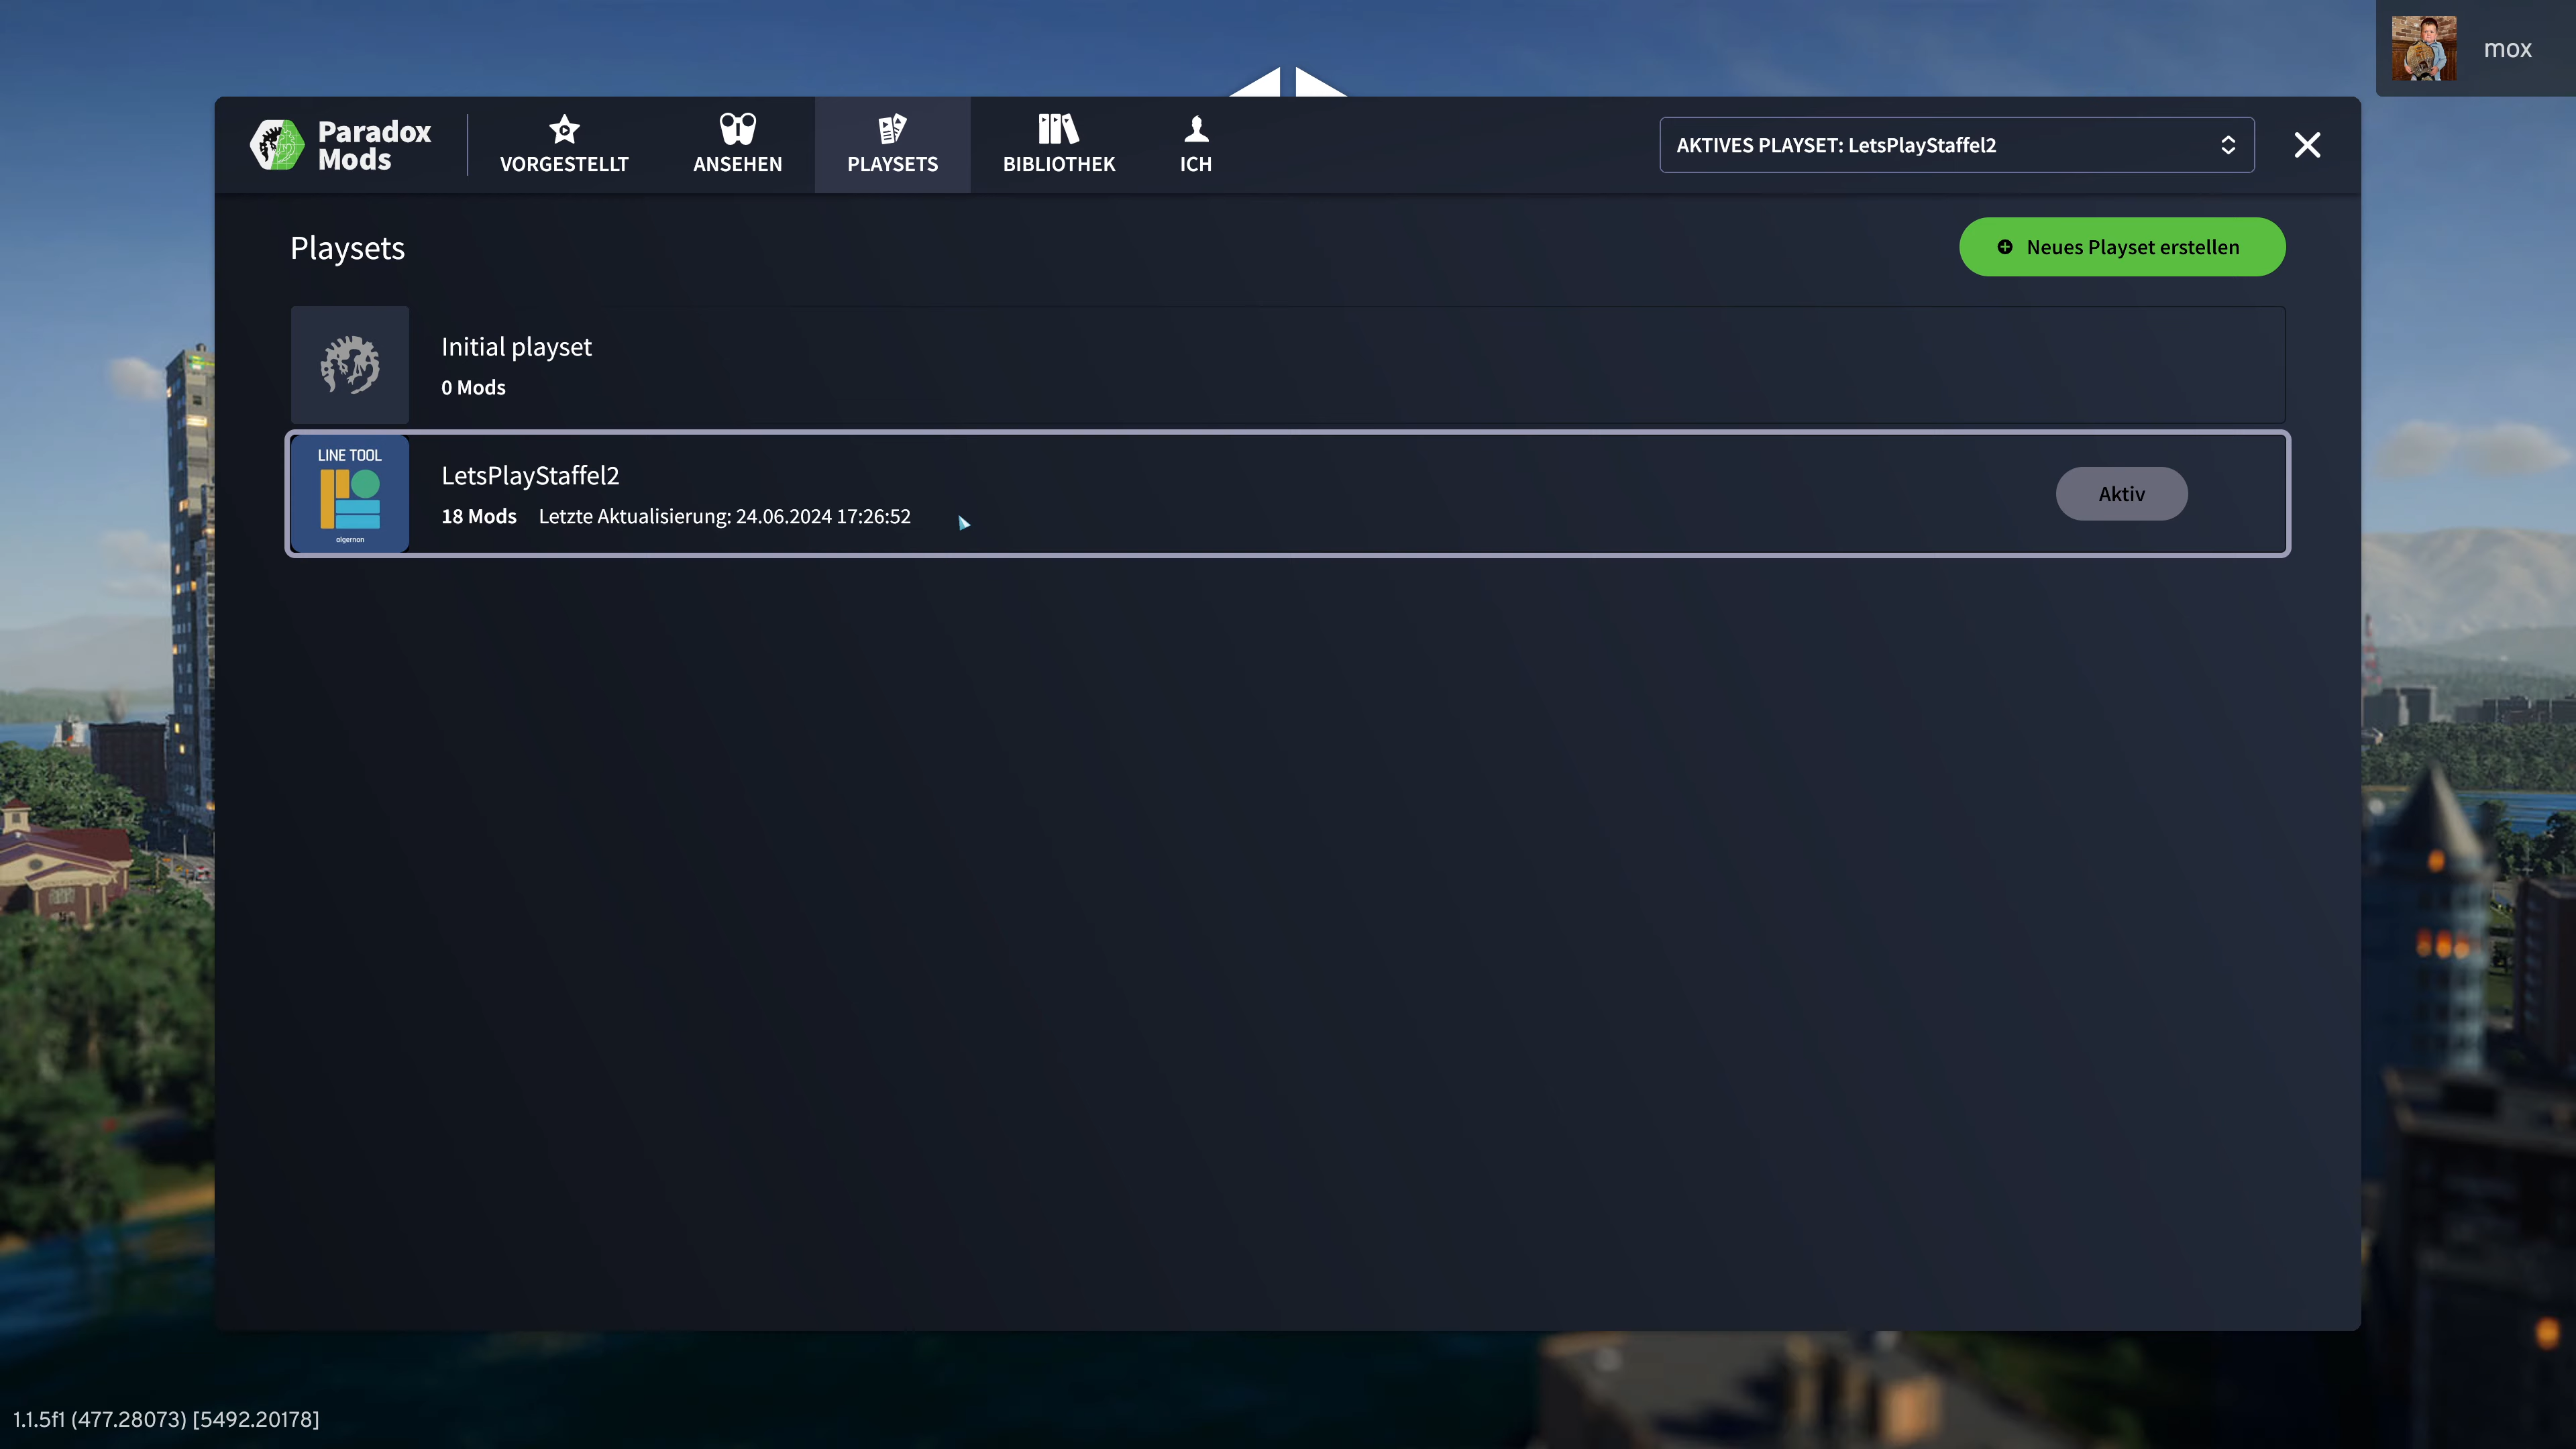 mox
Paradox
Mods
VORGESTELLT
ANSEHEN
PLAYSETS
BIBLIOTHEK
ICH
AKTIVES PLAYSET: LetsPlayStaffel2
Playsets
Neues Playset erstellen
Initial playset
0 Mods
LINE TOOL
algernon
LetsPlayStaffel2
18 Mods Letzte Aktualisierung: 24.06.2024 17:26:52
Aktiv
1.1.5f1 (477.28073) [5492.20178]